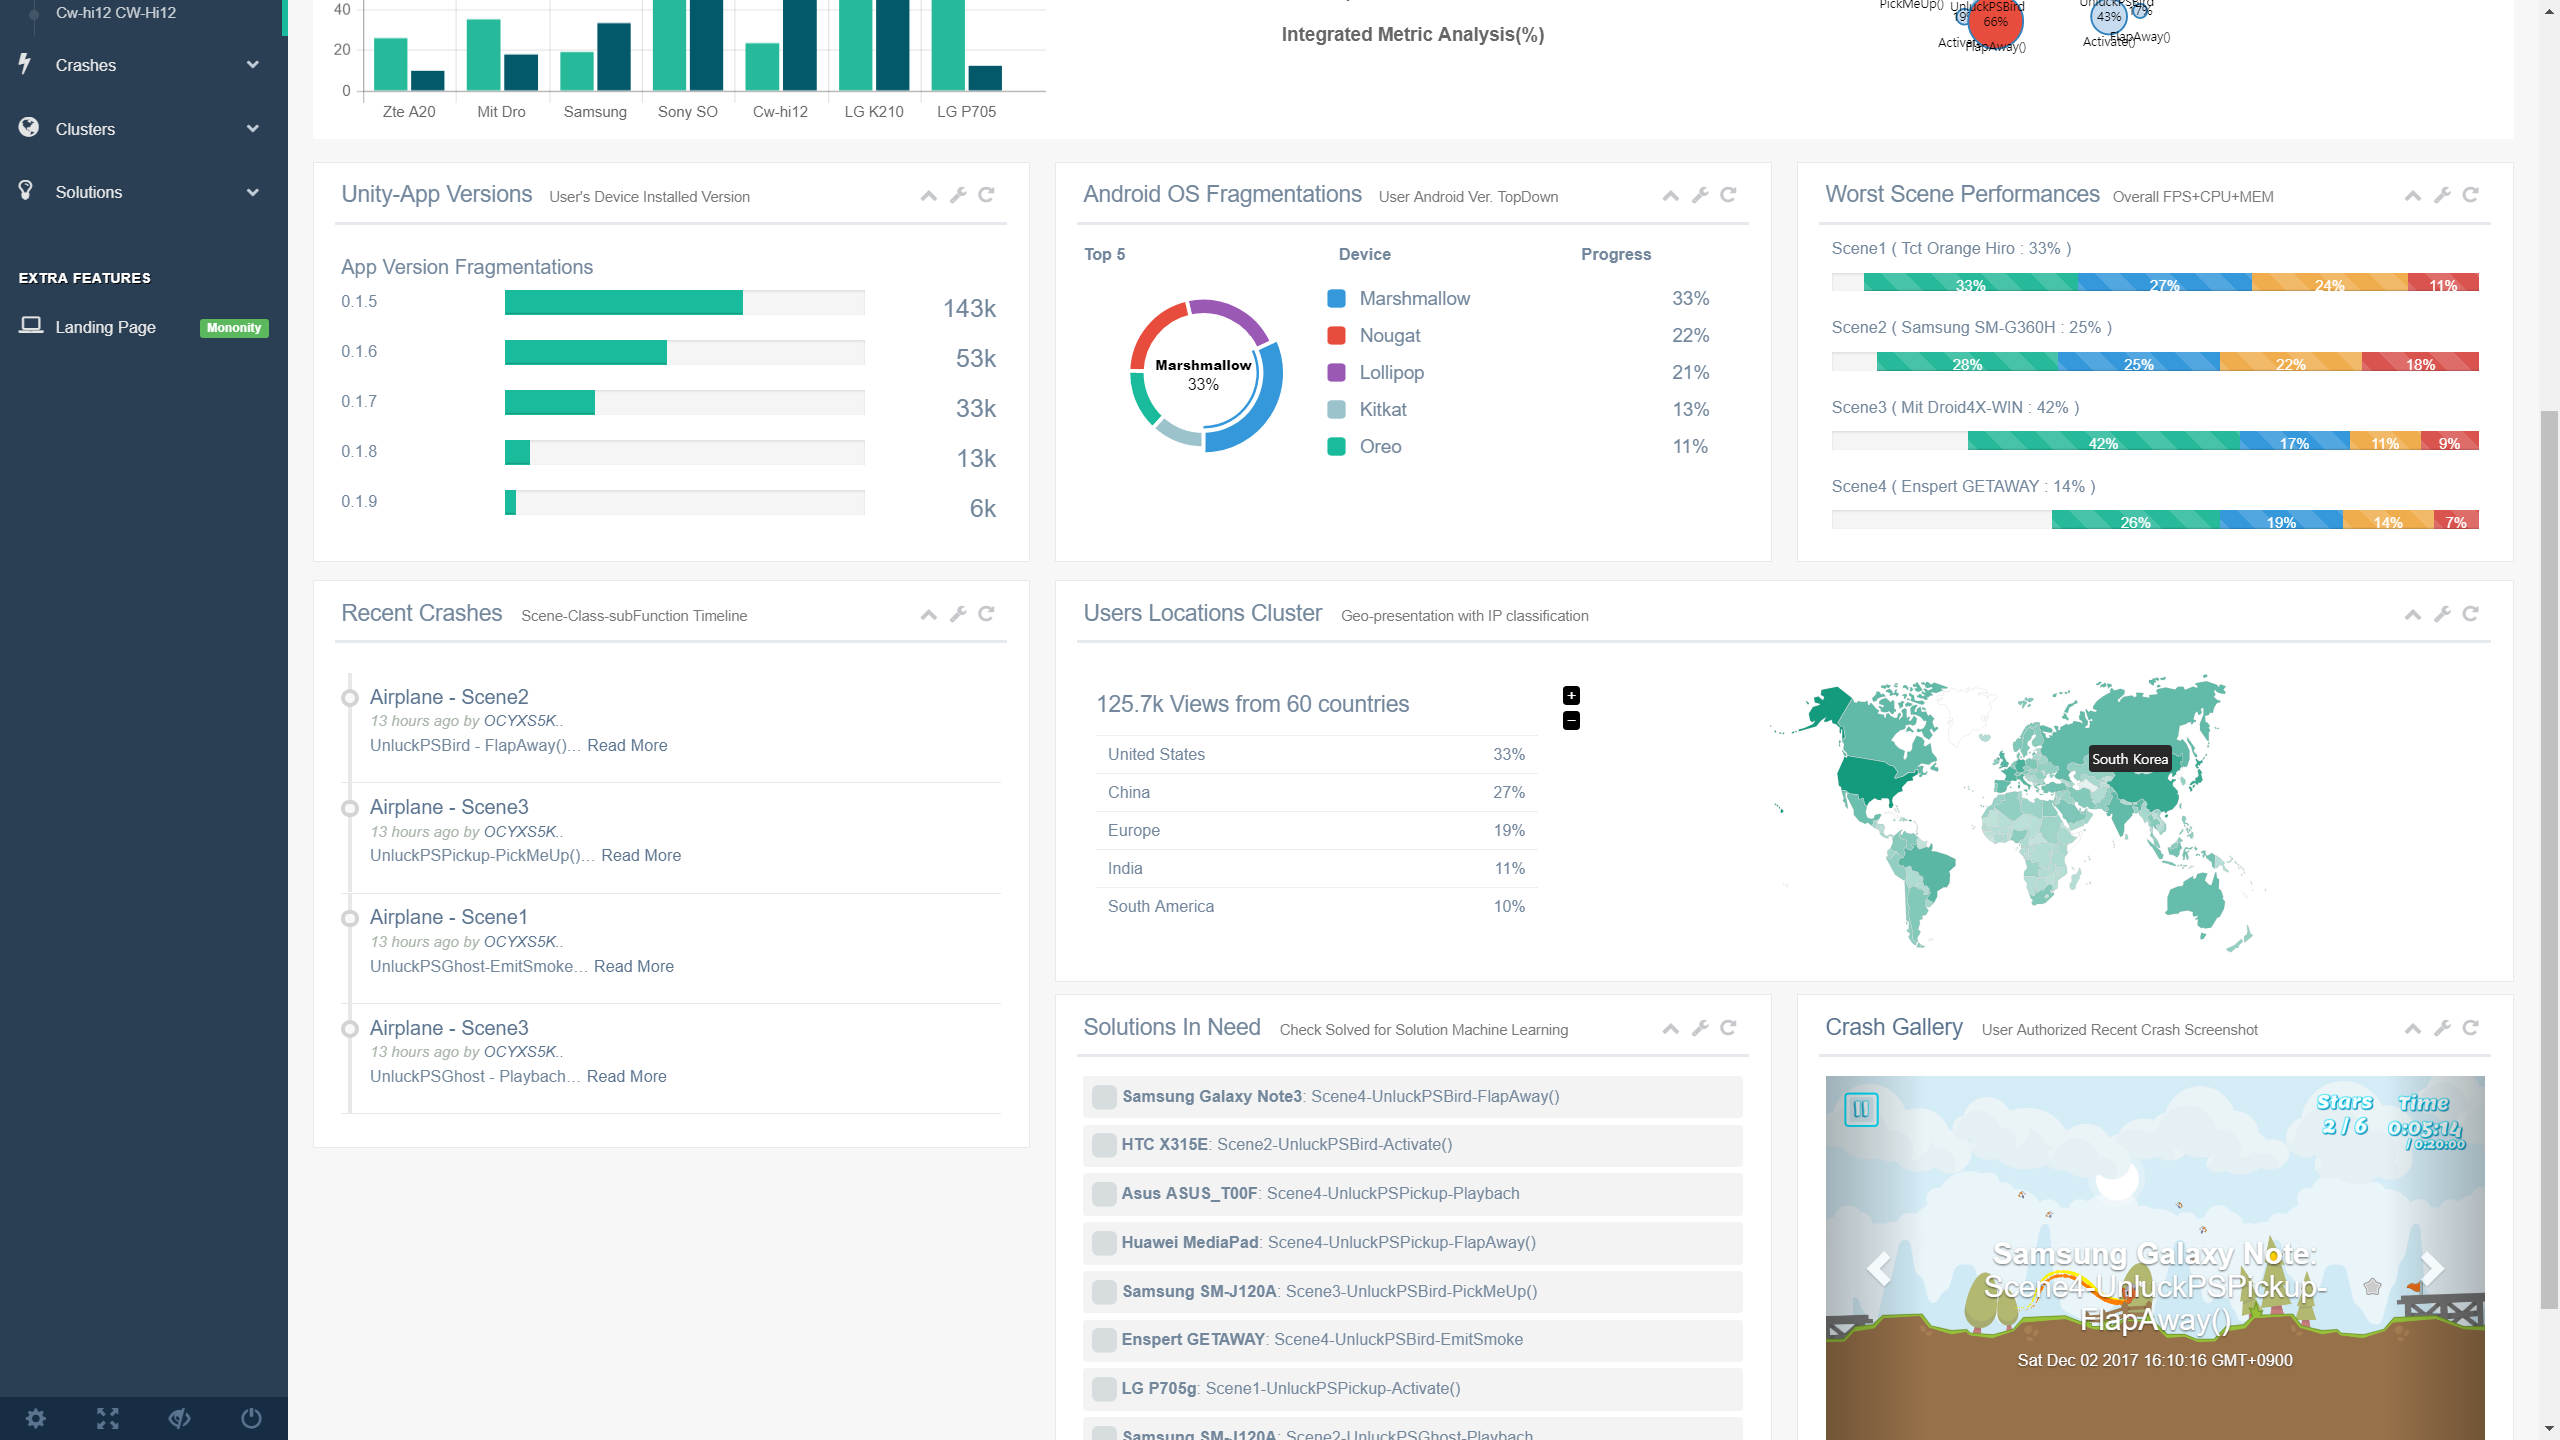 Cw-hi12 CW-Hi12
Crashes
Clusters
Solutions
EXTRA FEATURES
Landing Page Mononity
40
20
0
Zte A20 Mit Dro Samsung Sony SO Cw-hi12 LG K210 LG P705
Integrated Metric Analysis(%)
PickMeUp() UnluckPSBird
66%
FlapAway()
43% 17%
Activate() FlapAway()
Unity-App Versions User's Device Installed Version
App Version Fragmentations
0.1.5 143k
0.1.6 53k
0.1.7 33k
0.1.8 13k
0.1.9 6k
Android OS Fragmentations User Android Ver. TopDown
Top 5 Device Progress
Marshmallow
33%
Marshmallow 33%
Nougat 22%
Lollipop 21%
Kitkat 13%
Oreo 11%
Worst Scene Performances Overall FPS+CPU+MEM
Scene1 ( Tct Orange Hiro : 33% )
33% 27% 24% 11%
Scene2 ( Samsung SM-G360H : 25% )
28% 25% 22% 18%
Scene3 ( Mit Droid4X-WIN : 42% )
42% 17% 11% 9%
Scene4 ( Enspert GETAWAY : 14% )
26% 19% 14% 7%
Recent Crashes Scene-Class-subFunction Timeline
Airplane - Scene2
13 hours ago by OCYXS5K..
UnluckPSBird - FlapAway()... Read More
Airplane - Scene3
13 hours ago by OCYXS5K..
UnluckPSPickup-PickMeUp()... Read More
Airplane - Scene1
13 hours ago by OCYXS5K..
UnluckPSGhost-EmitSmoke... Read More
Airplane - Scene3
13 hours ago by OCYXS5K..
UnluckPSGhost - Playbach... Read More
Users Locations Cluster Geo-presentation with IP classification
125.7k Views from 60 countries
United States 33%
China 27%
Europe 19%
India 11%
South America 10%
+
−
South Korea
Solutions In Need Check Solved for Solution Machine Learning
Samsung Galaxy Note3: Scene4-UnluckPSBird-FlapAway()
HTC X315E: Scene2-UnluckPSBird-Activate()
Asus ASUS_T00F: Scene4-UnluckPSPickup-Playbach
Huawei MediaPad: Scene4-UnluckPSPickup-FlapAway()
Samsung SM-J120A: Scene3-UnluckPSBird-PickMeUp()
Enspert GETAWAY: Scene4-UnluckPSBird-EmitSmoke
LG P705g: Scene1-UnluckPSPickup-Activate()
Samsung SM-J120A: Scene2-UnluckPSGhost-Playbach
Crash Gallery User Authorized Recent Crash Screenshot
Stars Time
2 / 6 0:05:14
/ 0:20:00
Samsung Galaxy Note:
Scene4-UnluckPSPickup-
FlapAway()
Sat Dec 02 2017 16:10:16 GMT+0900